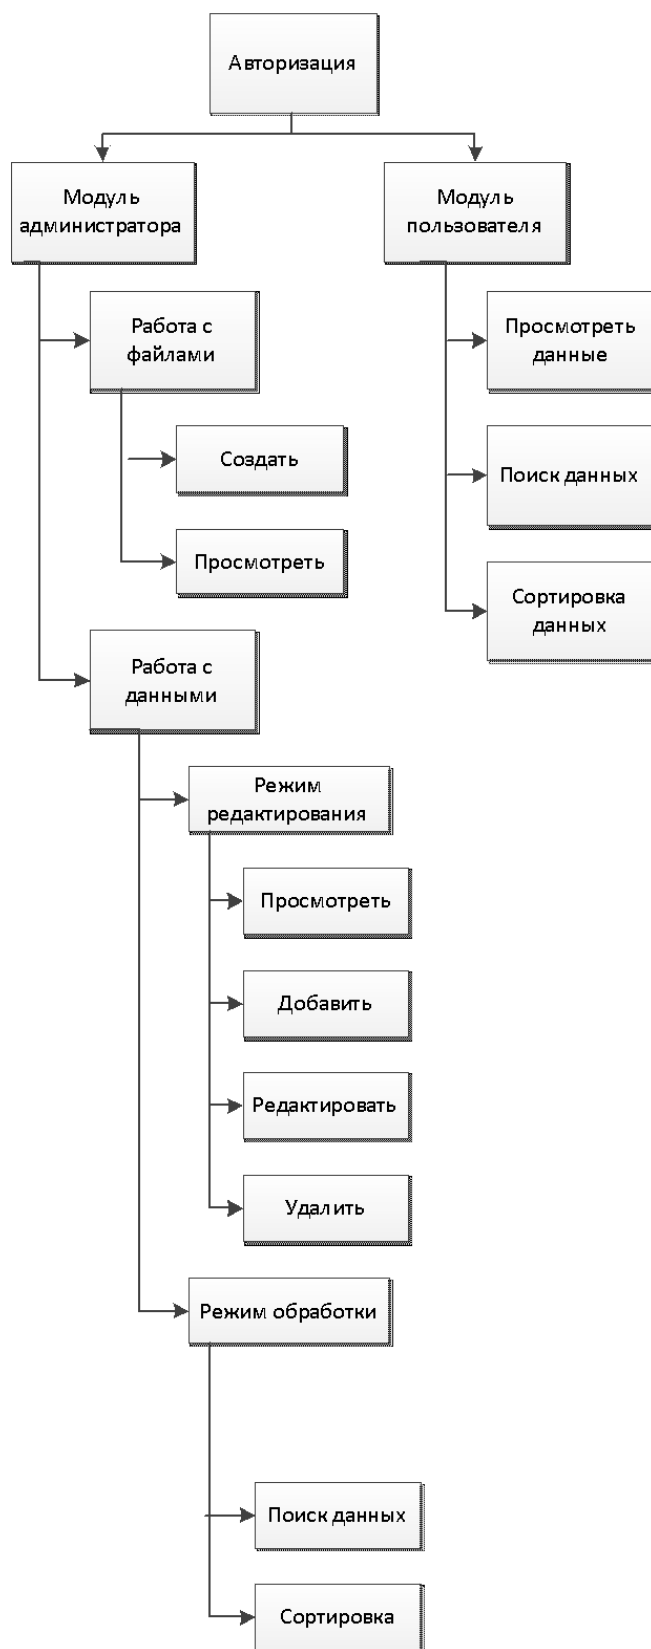 Авторизация
Модуль
администратора
Модуль
пользователя
Работа с
файлами
Просмотреть
данные
Создать
Поиск данных
Просмотреть
Сортировка
данных
Работа с
данными
Режим
редактирования
Просмотреть
Добавить
Редактировать
Удалить
Режим обработки
Поиск данных
Сортировка